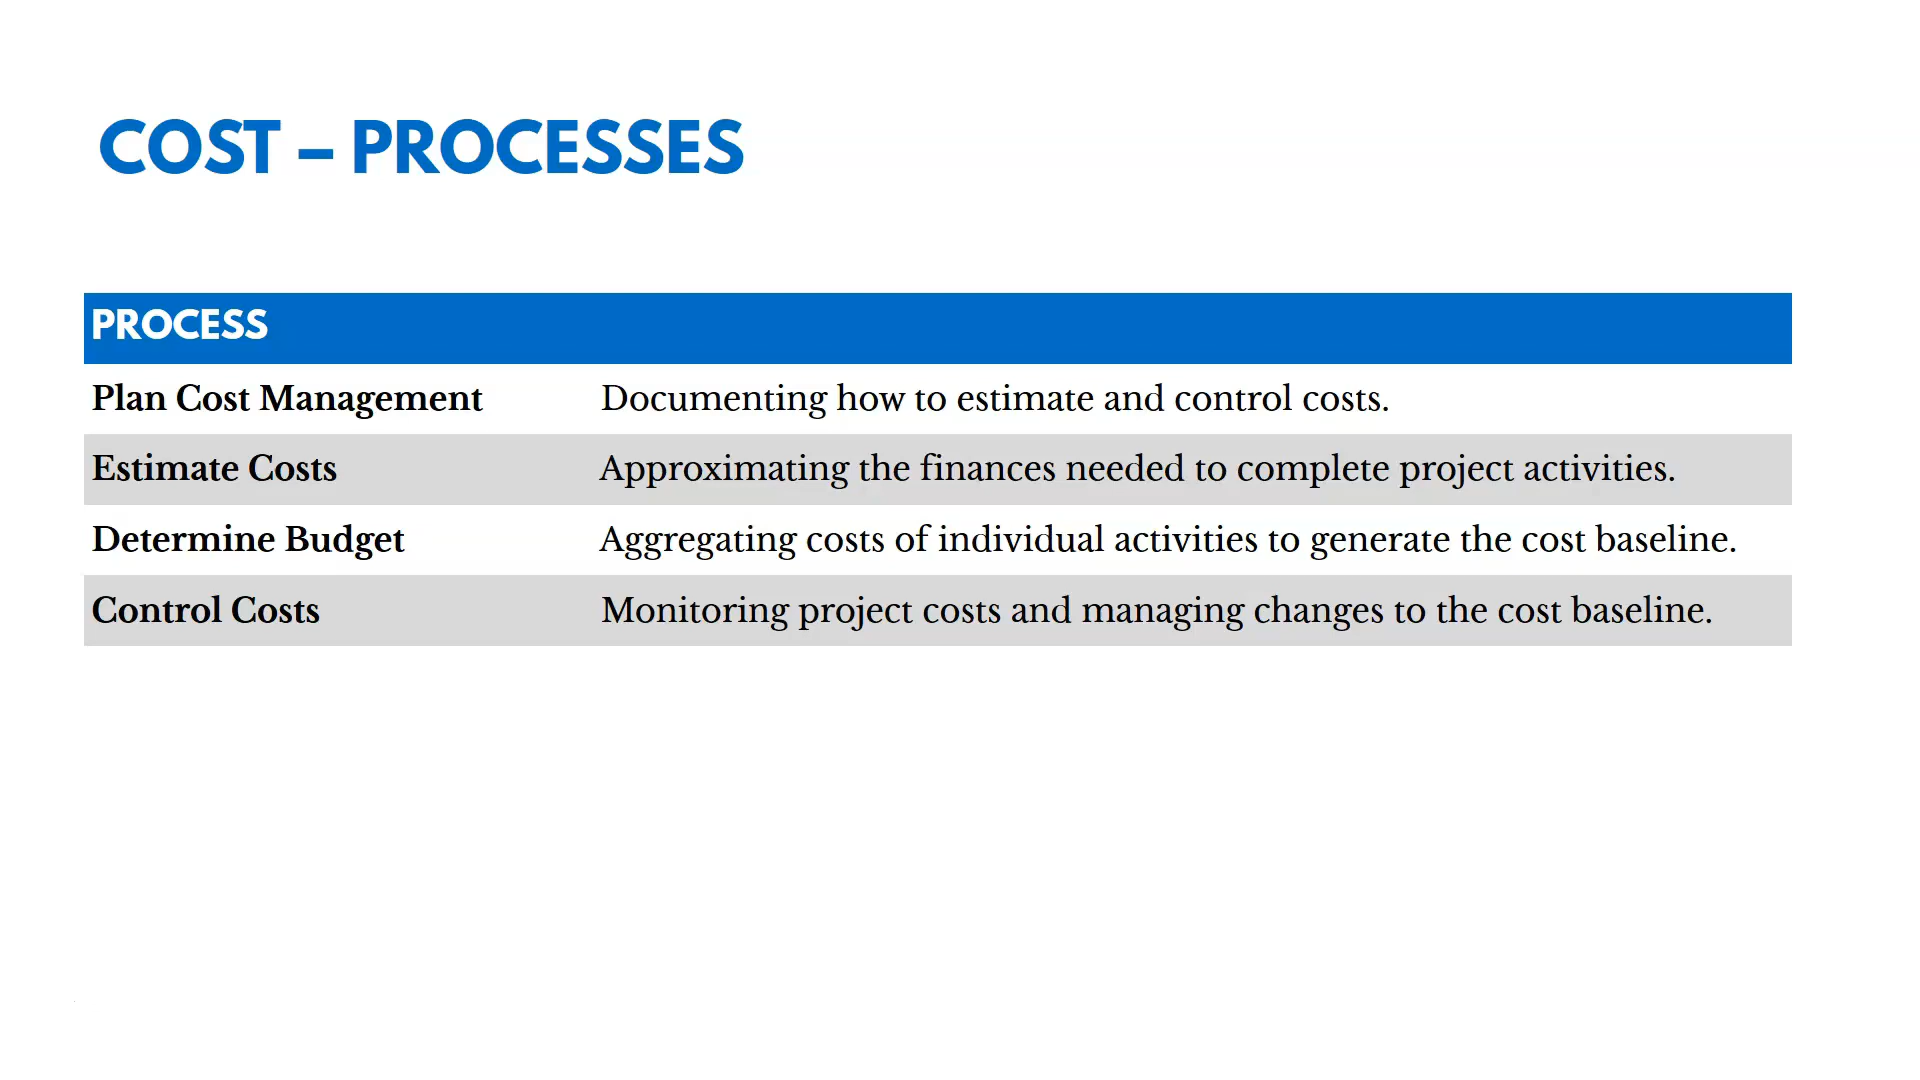 COST – PROCESSES
PROCESS
Plan Cost Management Documenting how to estimate and control costs.
Estimate Costs Approximating the finances needed to complete project activities.
Determine Budget Aggregating costs of individual activities to generate the cost baseline.
Control Costs Monitoring project costs and managing changes to the cost baseline.